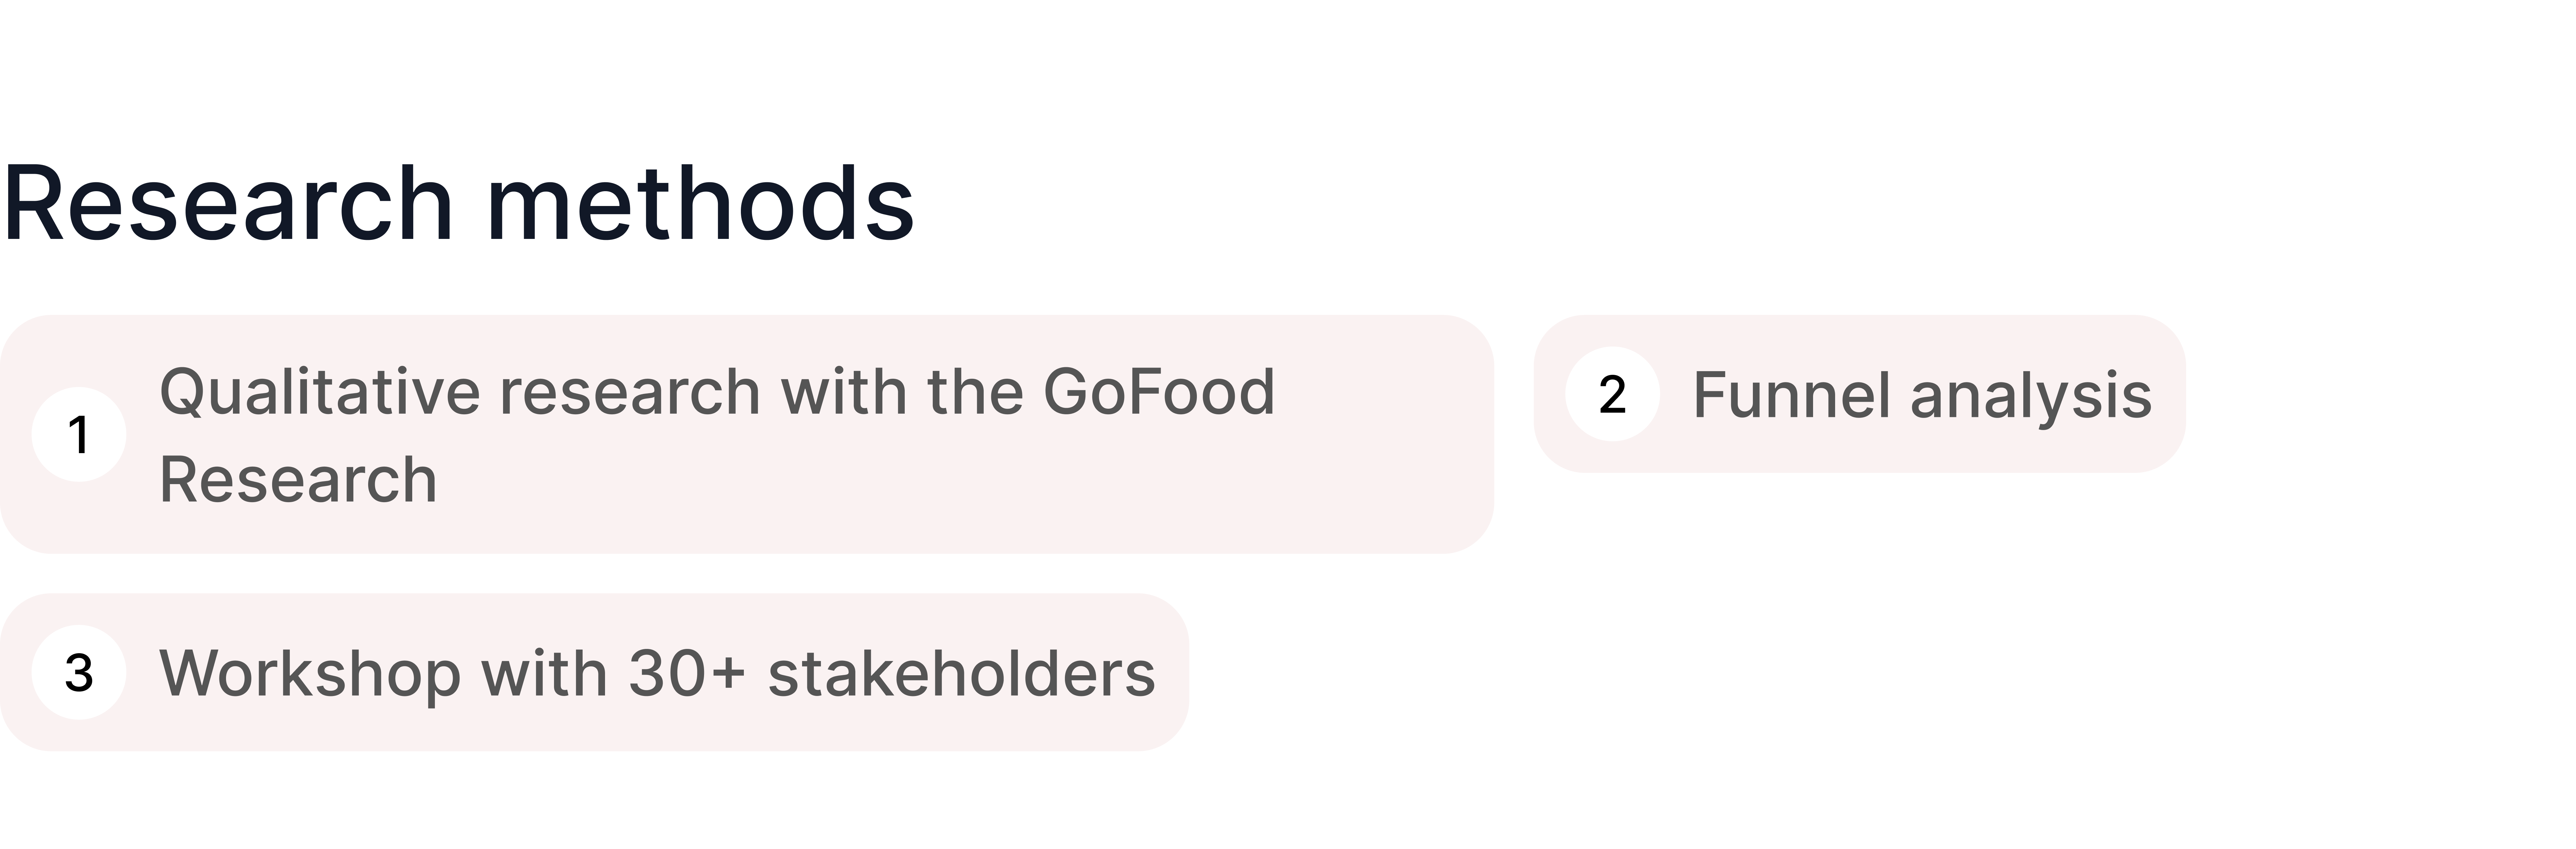 Research methods
1
Qualitative research with the GoFood
Research
2
Funnel analysis
3
Workshop with 30+ stakeholders